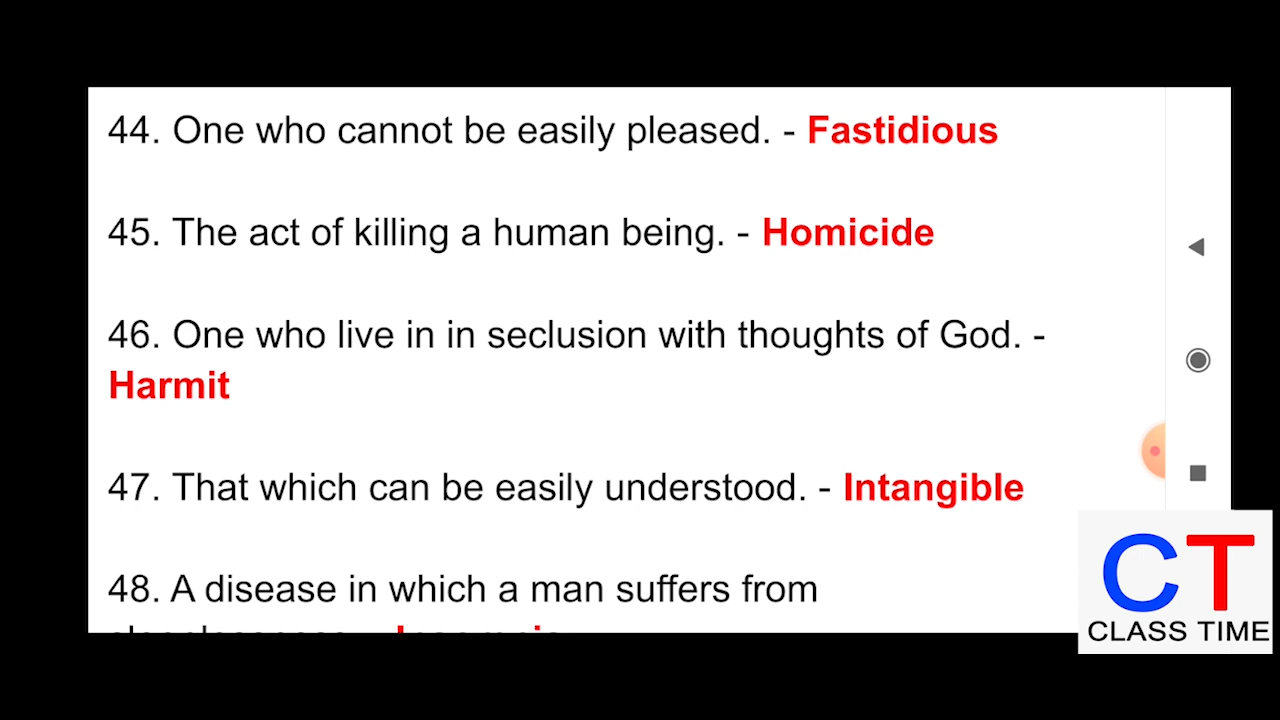 44. One who cannot be easily pleased. - Fastidious
45. The act of killing a human being. - Homicide
46. One who live in in seclusion with thoughts of God. -
Harmit
47. That which can be easily understood. - Intangible
48. A disease in which a man suffers from
CT
CLASS TIME